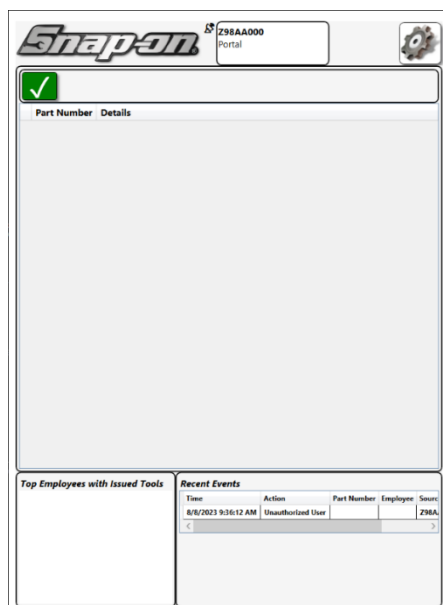 Snap-on
Z98AA000
Portal
Part Number Details
Top Employees with Issued Tools
Recent Events
Time Action Part Number Employee Sourc
8/8/2023 9:36:12 AM Unauthorized User Z98A